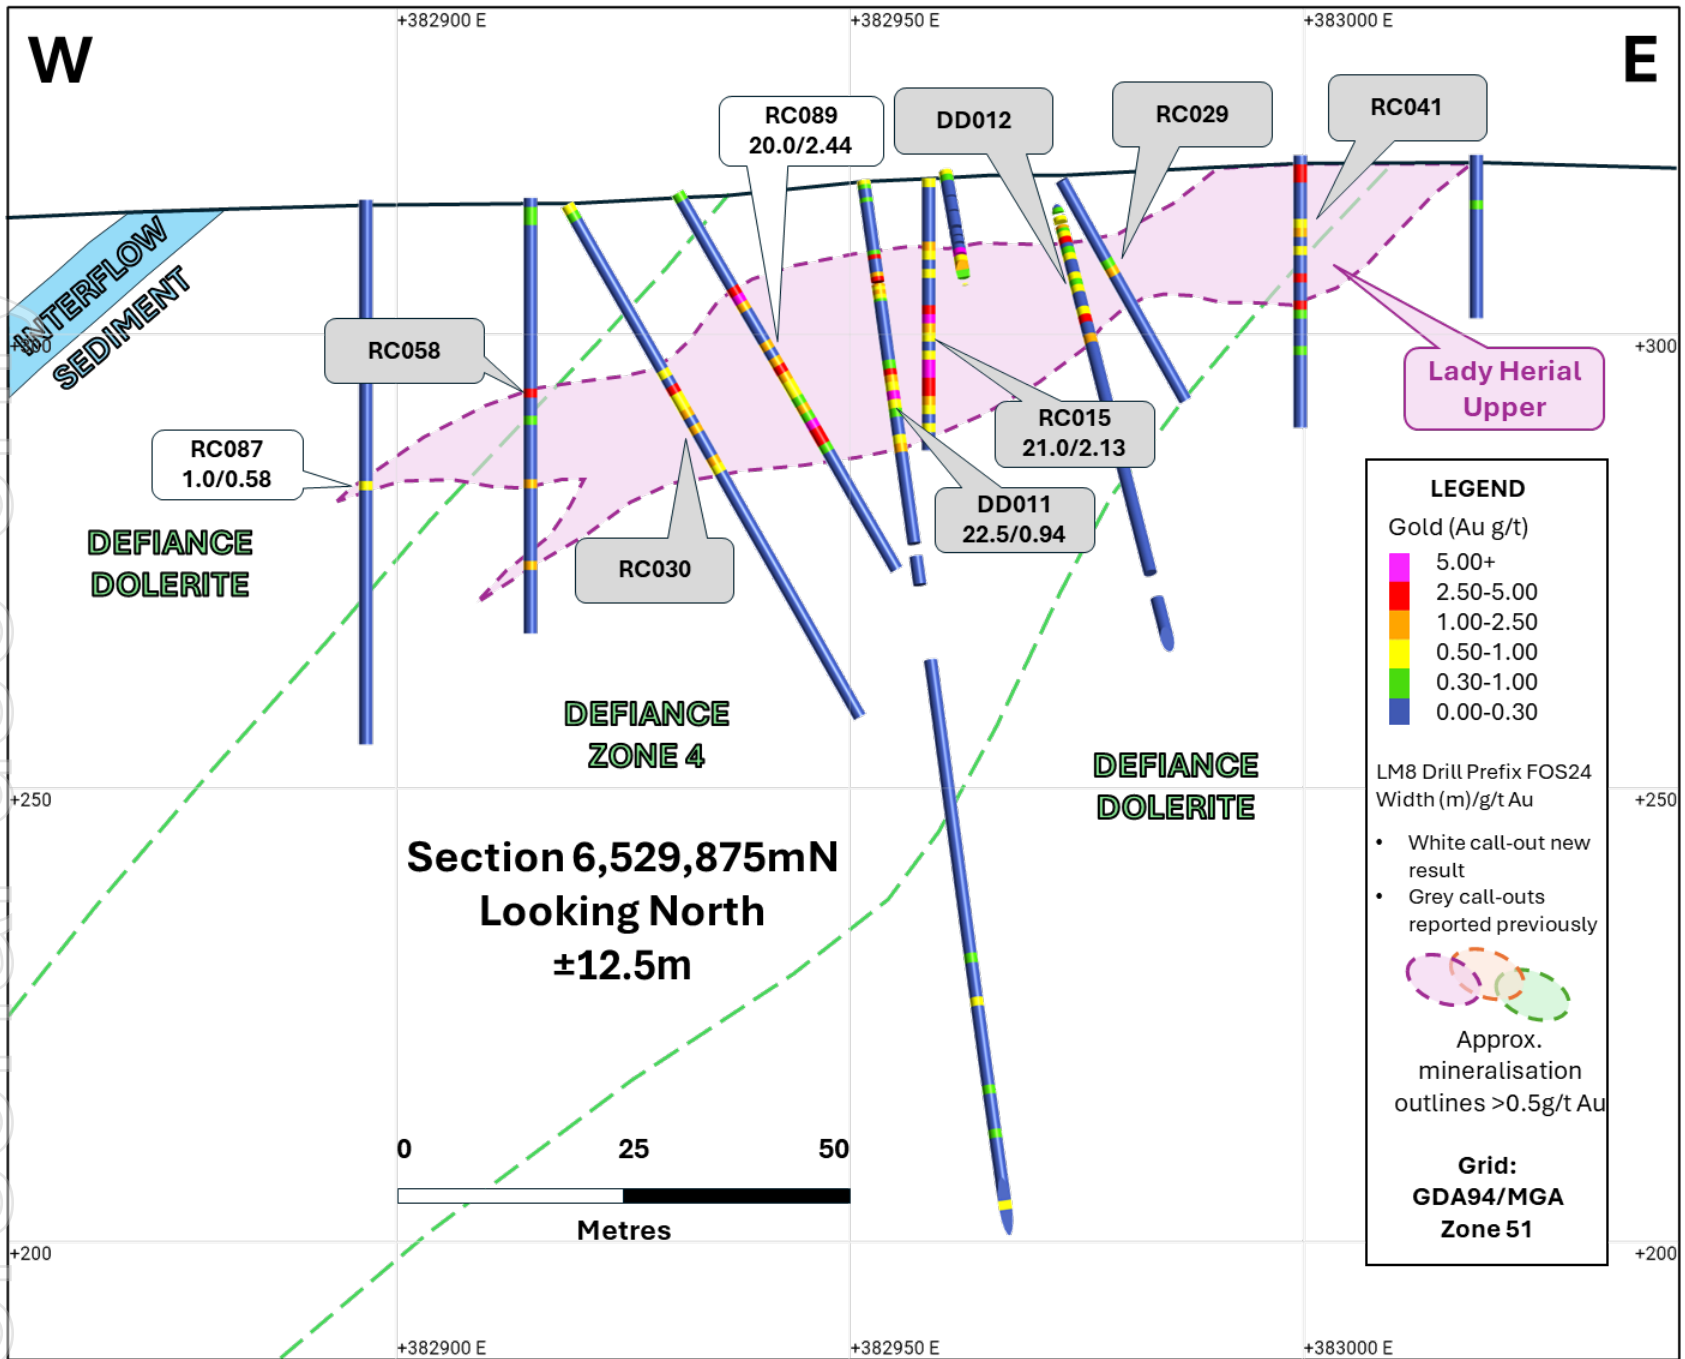 +382900 E
+382950 E
+383000 E
W
E
RC089
20.0/2.44
DD012
RC029
RC041
INTERFLOW
SEDIMENT
+300
+300
RC058
Lady Herial
Upper
RC087
1.0/0.58
RC015
21.0/2.13
DD011
22.5/0.94
RC030
DEFIANCE
DOLERITE
DEFIANCE
ZONE 4
DEFIANCE
DOLERITE
+250
+250
Section 6,529,875mN
Looking North
±12.5m
0 25 50
Metres
+200
+200
+382900 E
+382950 E
+383000 E
LEGEND
Gold (Au g/t)
5.00+
2.50-5.00
1.00-2.50
0.50-1.00
0.30-1.00
0.00-0.30
LM8 Drill Prefix FOS24
Width (m)/g/t Au
• White call-out new
result
• Grey call-outs
reported previously
Approx.
mineralisation
outlines >0.5g/t Au
Grid:
GDA94/MGA
Zone 51